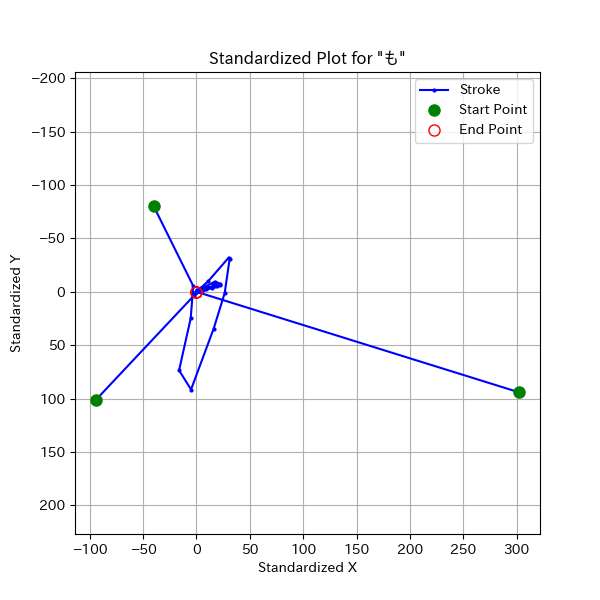 Standardized Plot for "も"
Stroke
Start Point
End Point
Standardized Y
−200
−150
−100
−50
0
50
100
150
200
−100 −50 0 50 100 150 200 250 300
Standardized X